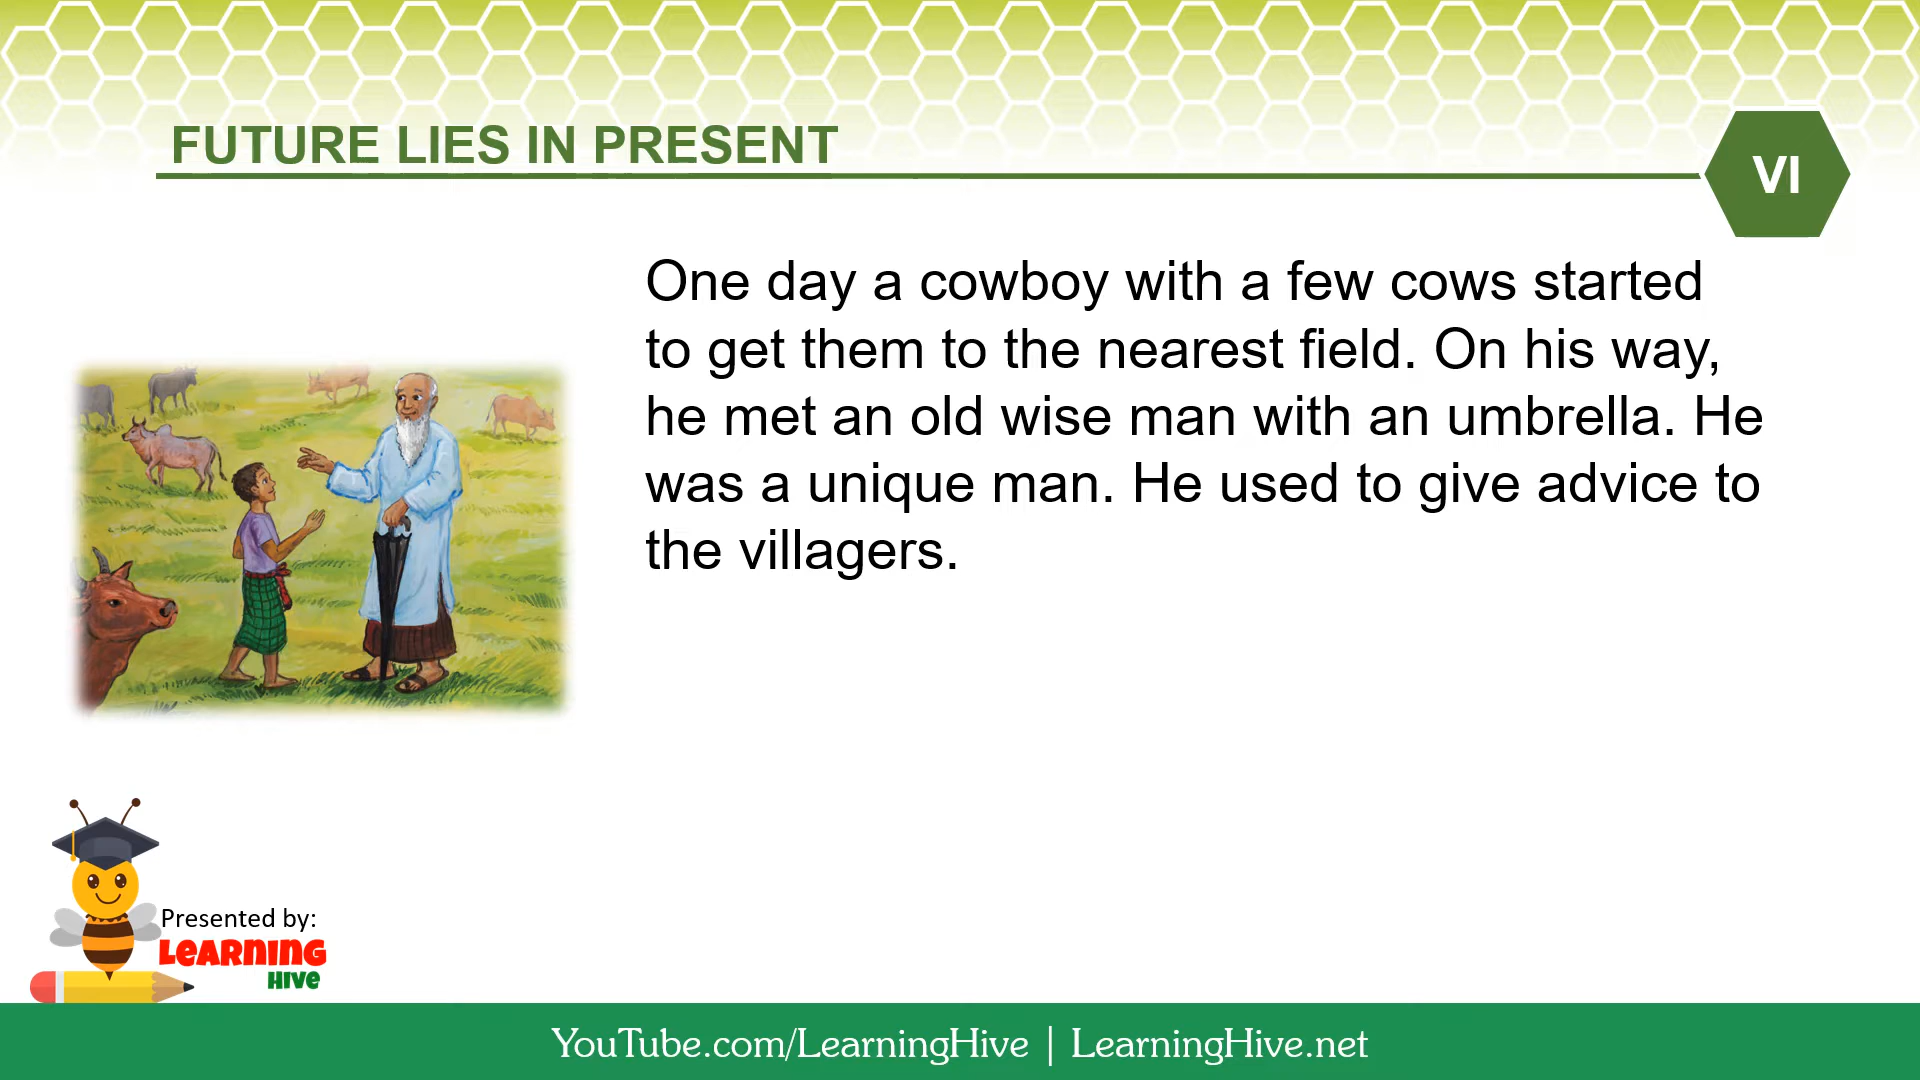 FUTURE LIES IN PRESENT
VI
One day a cowboy with a few cows started
to get them to the nearest field. On his way,
he met an old wise man with an umbrella. He
was a unique man. He used to give advice to
the villagers.
Presented by:
LEARNING
HIVE
YouTube.com/LearningHive | LearningHive.net